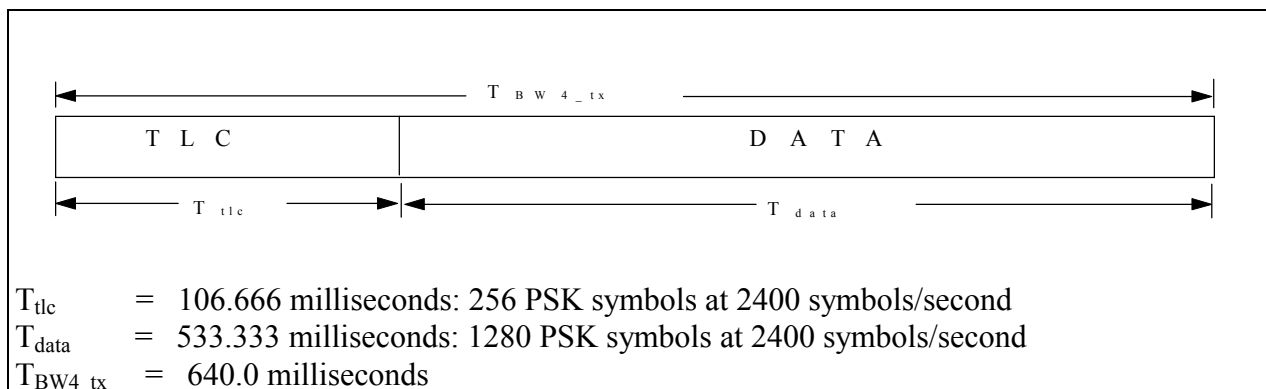 T BW4_tx
TLC DATA
T tlc T data
Ttlc = 106.666 milliseconds: 256 PSK symbols at 2400 symbols/second
Tdata = 533.333 milliseconds: 1280 PSK symbols at 2400 symbols/second
TBW4_tx = 640.0 milliseconds